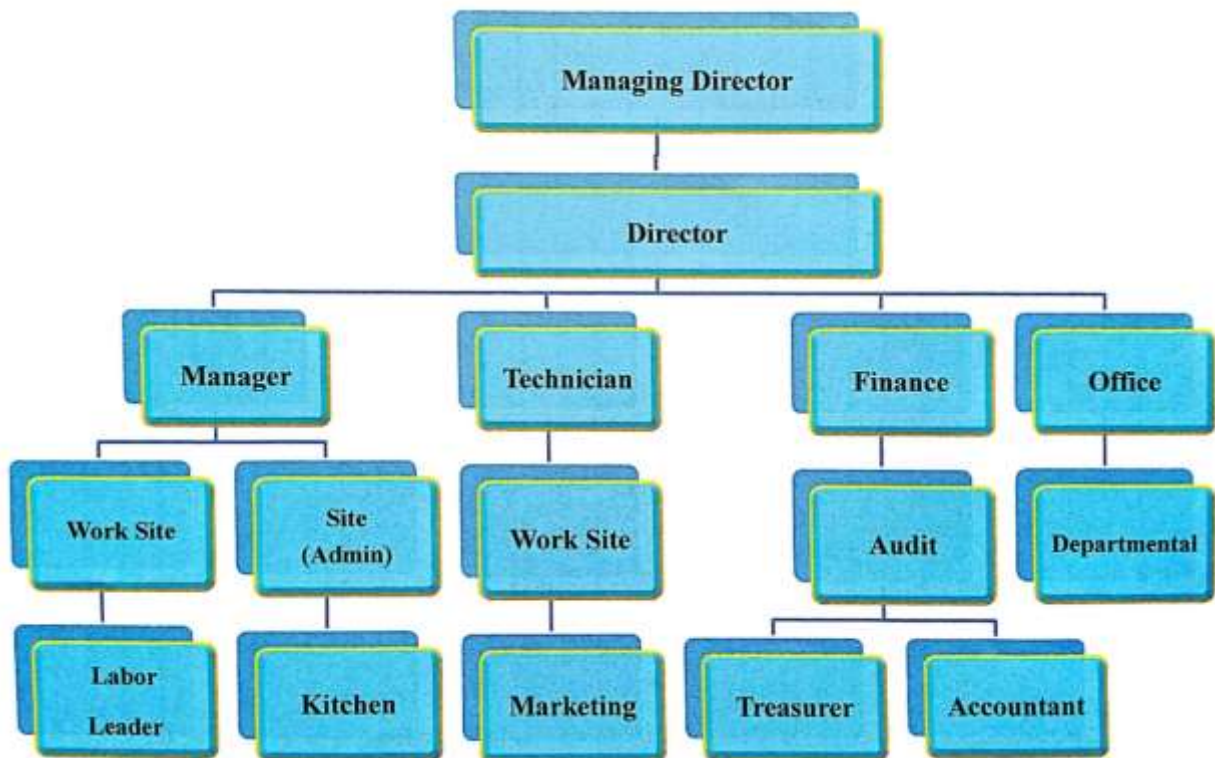 Managing Director
Director
Manager
Technician
Finance
Office
Work Site
Site
(Admin)
Work Site
Audit
Departmental
Labor
Leader
Kitchen
Marketing
Treasurer
Accountant